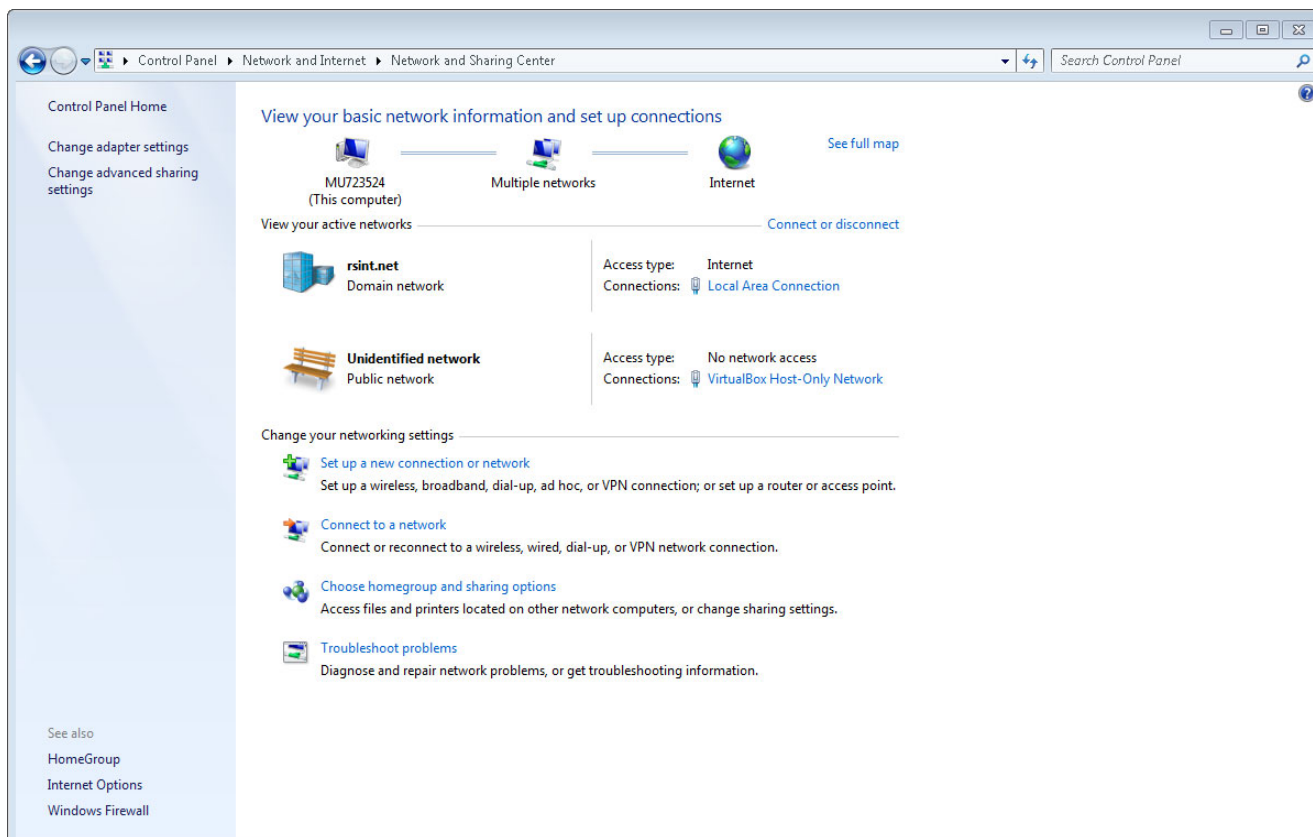 Control Panel ▸ Network and Internet ▸ Network and Sharing Center
Search Control Panel
Control Panel Home
Change adapter settings
Change advanced sharing
settings
View your basic network information and set up connections
See full map
MU723524
(This computer)
Multiple networks
Internet
View your active networks
Connect or disconnect
rsint.net
Domain network
Access type: Internet
Connections: Local Area Connection
Unidentified network
Public network
Access type: No network access
Connections: VirtualBox Host-Only Network
Change your networking settings
Set up a new connection or network
Set up a wireless, broadband, dial-up, ad hoc, or VPN connection; or set up a router or access point.
Connect to a network
Connect or reconnect to a wireless, wired, dial-up, or VPN network connection.
Choose homegroup and sharing options
Access files and printers located on other network computers, or change sharing settings.
Troubleshoot problems
Diagnose and repair network problems, or get troubleshooting information.
See also
HomeGroup
Internet Options
Windows Firewall